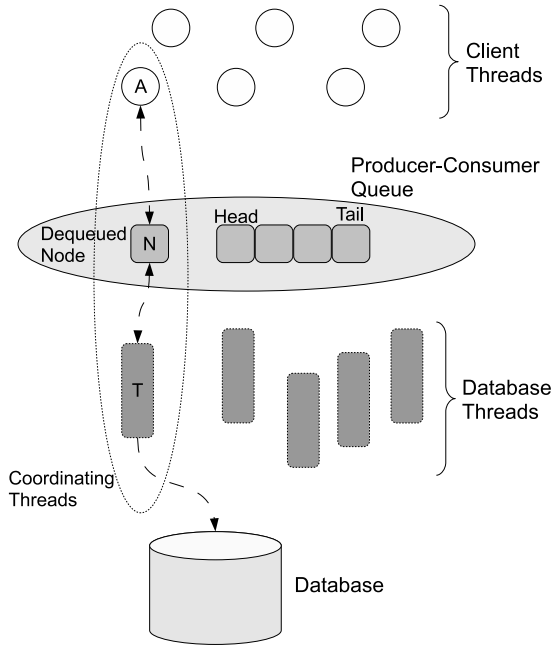 Client
Threads
A
Producer-Consumer
Queue
Head
Tail
Dequeued
Node
N
T
Database
Threads
Coordinating
Threads
Database